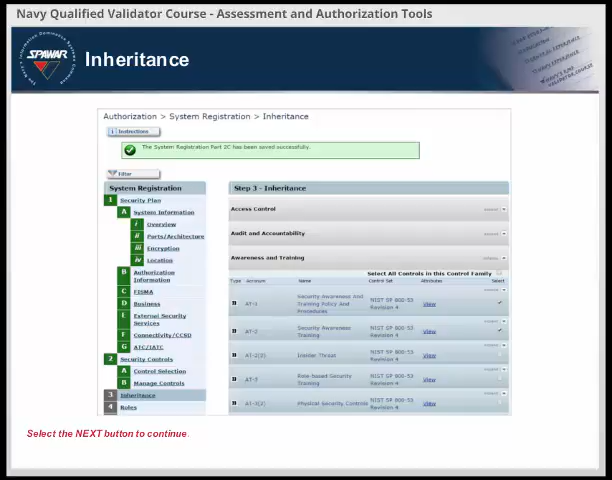 Navy Qualified Validator Course - Assessment and Authorization Tools
SPAWAR
Inheritance
Authorization > System Registration > Inheritance
Instructions
The System Registration Part 2C has been saved successfully.
Filter
System Registration
1 Security Plan
A System Information
i Overview
ii Ports/Architecture
iii Encryption
iv Location
B Authorization
Information
C FISMA
D Business
E External Security
Services
F Connectivity/CCSD
G ATC/IATC
2 Security Controls
A Control Selection
B Manage Controls
3 Inheritance
4 Roles
Step 3 - Inheritance
Access Control
Audit and Accountability
Awareness and Training
Select All Controls in this Control Family
Type Acronym Name Control Set Attributes Select
AT-1 Security Awareness And Training Policy And Procedures NIST SP 800-53 Revision 4 View
AT-2 Security Awareness Training NIST SP 800-53 Revision 4 View
AT-2(2) Insider Threat NIST SP 800-53 Revision 4 View
AT-3 Role-based Security Training NIST SP 800-53 Revision 4 View
AT-3(2) Physical Security Controls NIST SP 800-53 Revision 4 View
Select the NEXT button to continue.